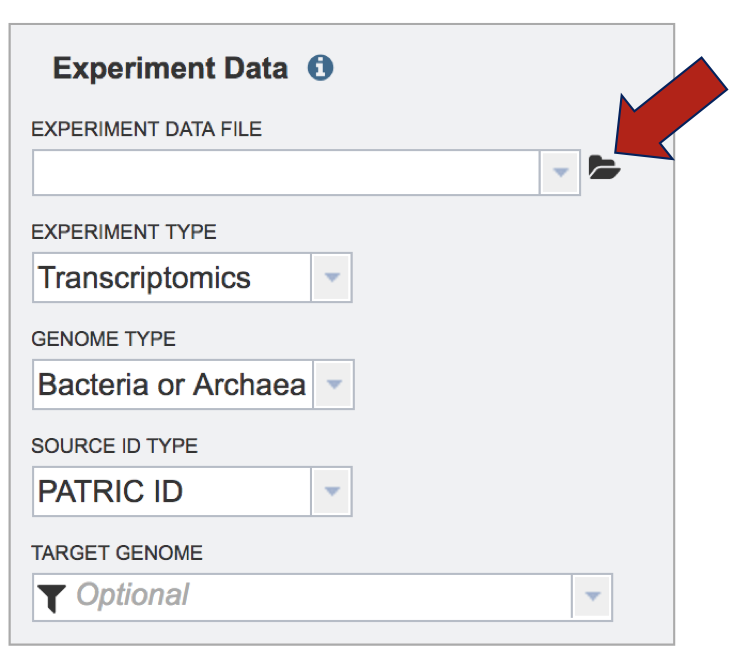 Experiment Data
EXPERIMENT DATA FILE
EXPERIMENT TYPE
Transcriptomics
GENOME TYPE
Bacteria or Archaea
SOURCE ID TYPE
PATRIC ID
TARGET GENOME
Optional